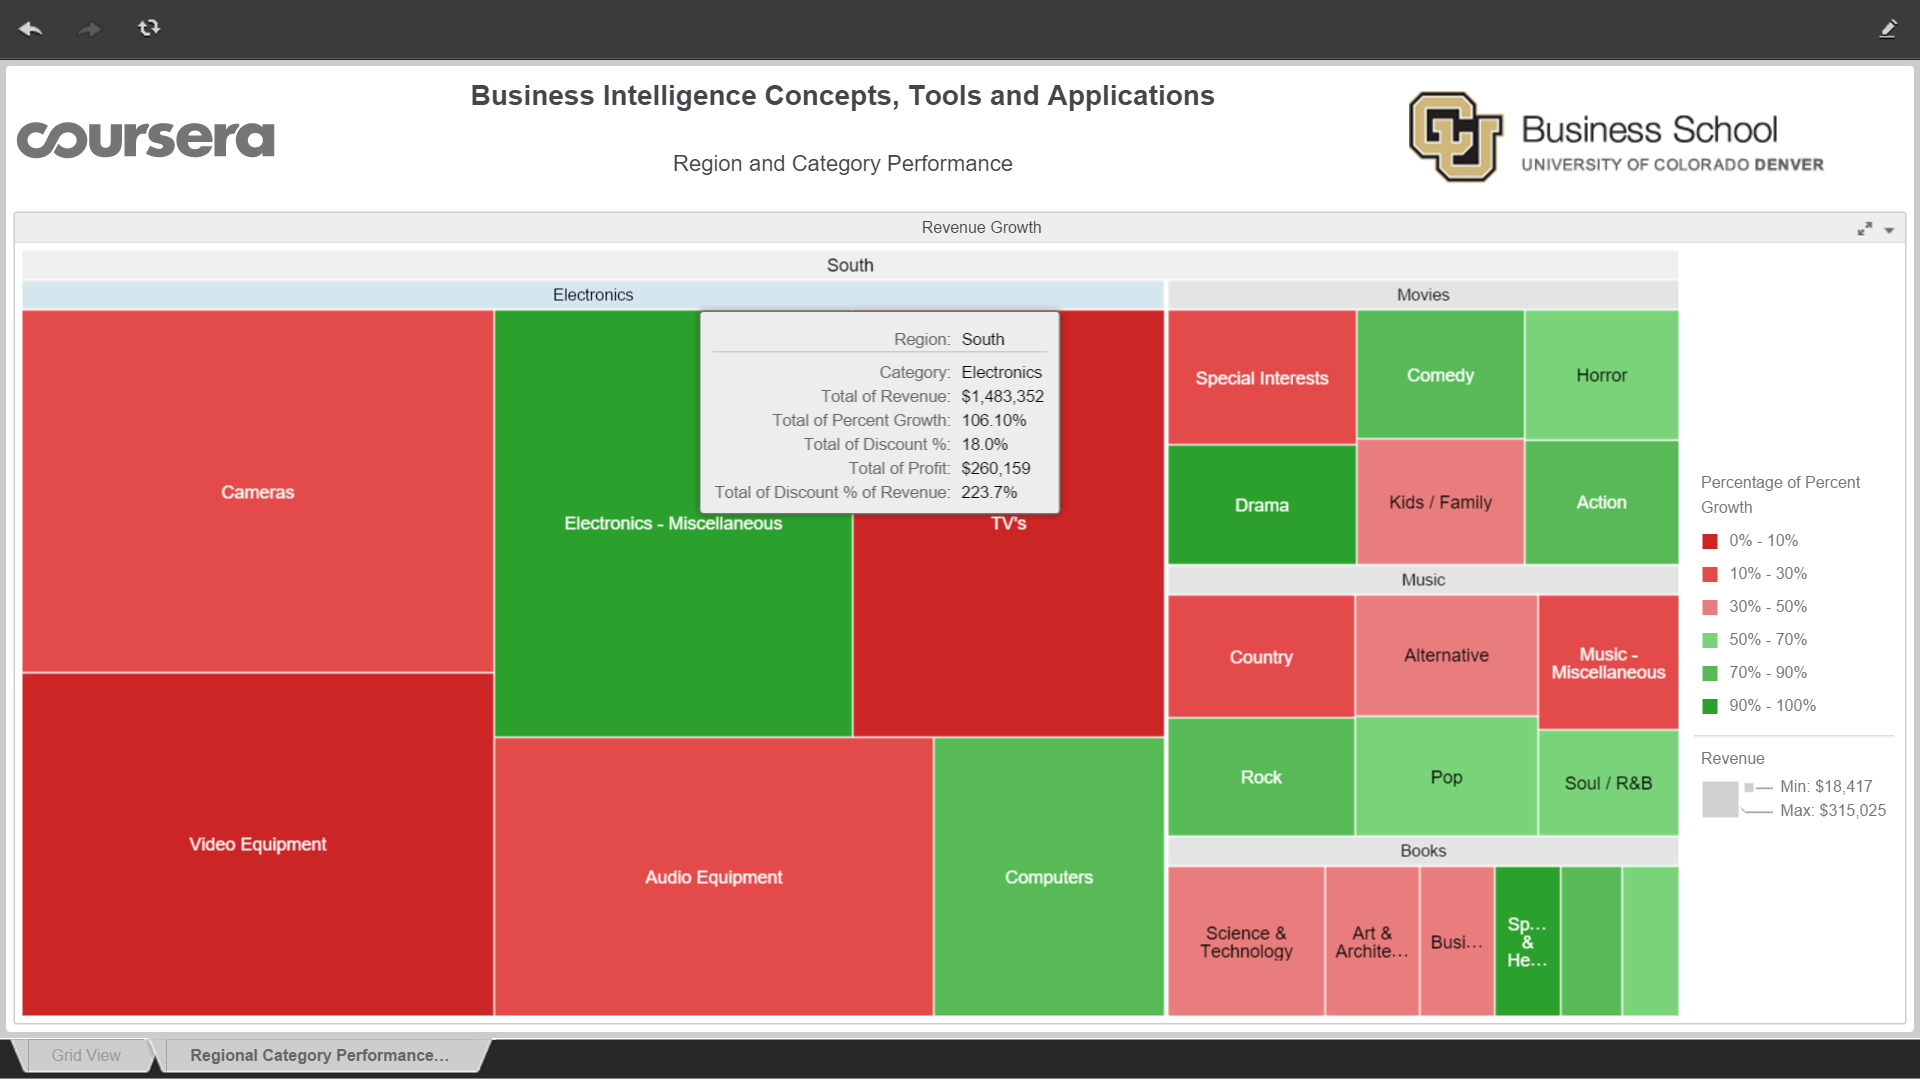 coursera
Business Intelligence Concepts, Tools and Applications
Region and Category Performance
CU
Business School
UNIVERSITY OF COLORADO DENVER
Revenue Growth
South
Electronics
Cameras
Electronics - Miscellaneous
TV's
Video Equipment
Audio Equipment
Computers
Region: South
Category: Electronics
Total of Revenue: $1,483,352
Total of Percent Growth: 106.10%
Total of Discount %: 18.0%
Total of Profit: $260,159
Total of Discount % of Revenue: 223.7%
Movies
Special Interests
Comedy
Horror
Drama
Kids / Family
Action
Music
Country
Alternative
Music -
Miscellaneous
Rock
Pop
Soul / R&B
Books
Science &
Technology
Art &
Archite...
Busi...
Sp...
&
He...
Percentage of Percent
Growth
0% - 10%
10% - 30%
30% - 50%
50% - 70%
70% - 90%
90% - 100%
Revenue
Min: $18,417
Max: $315,025
Grid View
Regional Category Performance...